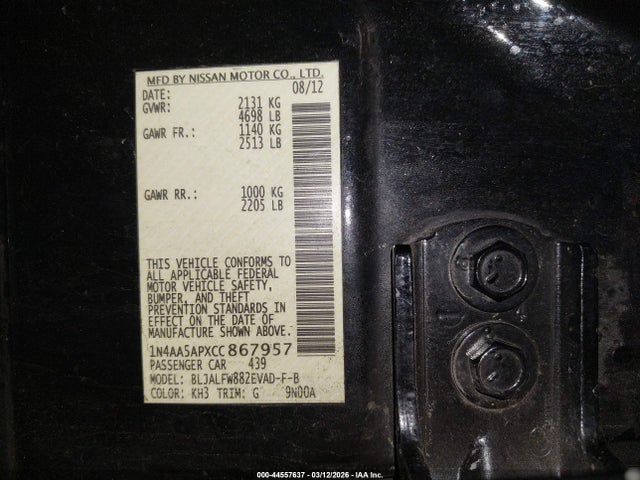 MFD BY NISSAN MOTOR CO., LTD.
DATE: 08/12
GVWR: 2131 KG
4698 LB
GAWR FR.: 1140 KG
2513 LB
GAWR RR.: 1000 KG
2205 LB
THIS VEHICLE CONFORMS TO
ALL APPLICABLE FEDERAL
MOTOR VEHICLE SAFETY,
BUMPER, AND THEFT
PREVENTION STANDARDS IN
EFFECT ON THE DATE OF
MANUFACTURE SHOWN ABOVE.
1N4AA5APXCC867957
PASSENGER CAR 439
MODEL: BLJALFW882EVAD-F-B
COLOR: KH3 TRIM: G 9N00A
000-44557637 - 03/12/2026 - IAA Inc.